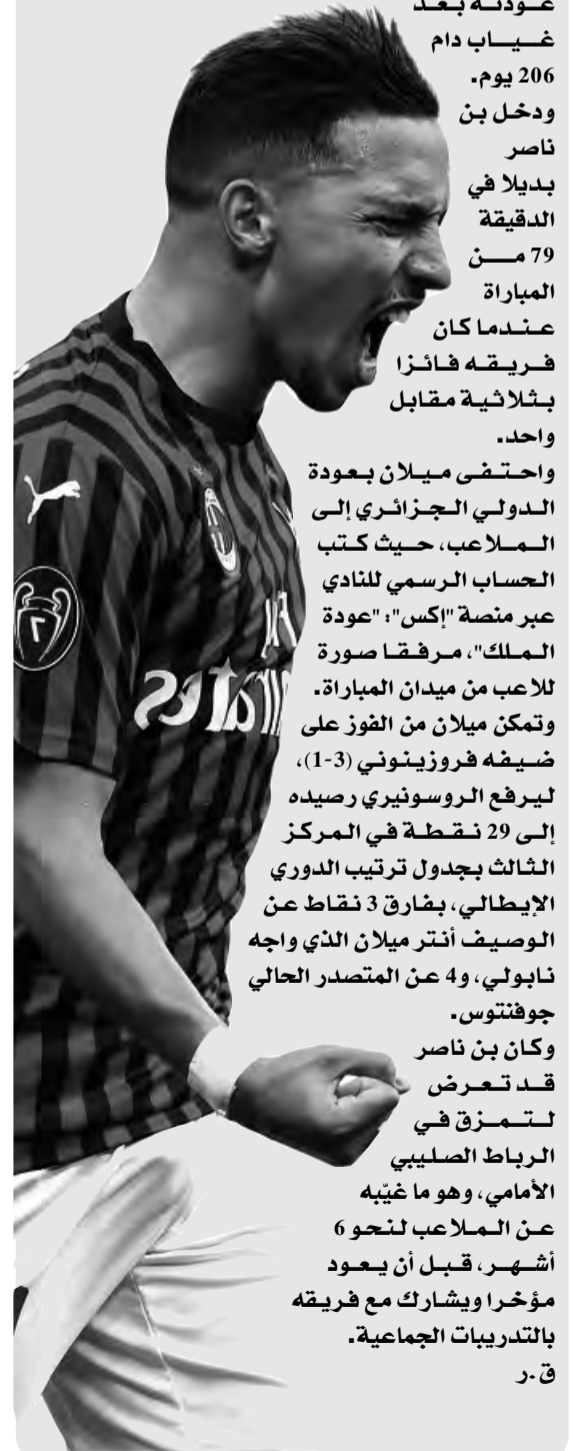 عودته بعد
غياب دام
206 يوم.
ودخل بن
ناصر
بديلا في
الدقيقة
79 من
المباراة
عندما كان
فريقه فائزا
بثلاثية مقابل
واحد.
واحتفى ميلان بعودة
الدولي الجزائري إلى
الملاعب، حيث كتب
الحساب الرسمي للنادي
عبر منصة "إكس": "عودة
الملك"، مرفقا صورة
للاعب من ميدان المباراة.
وتمكن ميلان من الفوز على
ضيفه فروزينوني (3-1)،
ليرفع الروسونيري رصيده
إلى 29 نقطة في المركز
الثالث بجدول ترتيب الدوري
الإيطالي، بفارق 3 نقاط عن
الوصيف أنتر ميلان الذي واجه
نابولي، و4 عن المتصدر الحالي
جوفنتوس.
وكان بن ناصر
قد تعرض
لتمزق في
الرباط الصليبي
الأمامي، وهو ما غيّبه
عن الملاعب لنحو 6
أشهر، قبل أن يعود
مؤخرا ويشارك مع فريقه
بالتدريبات الجماعية.
ق.ر
7